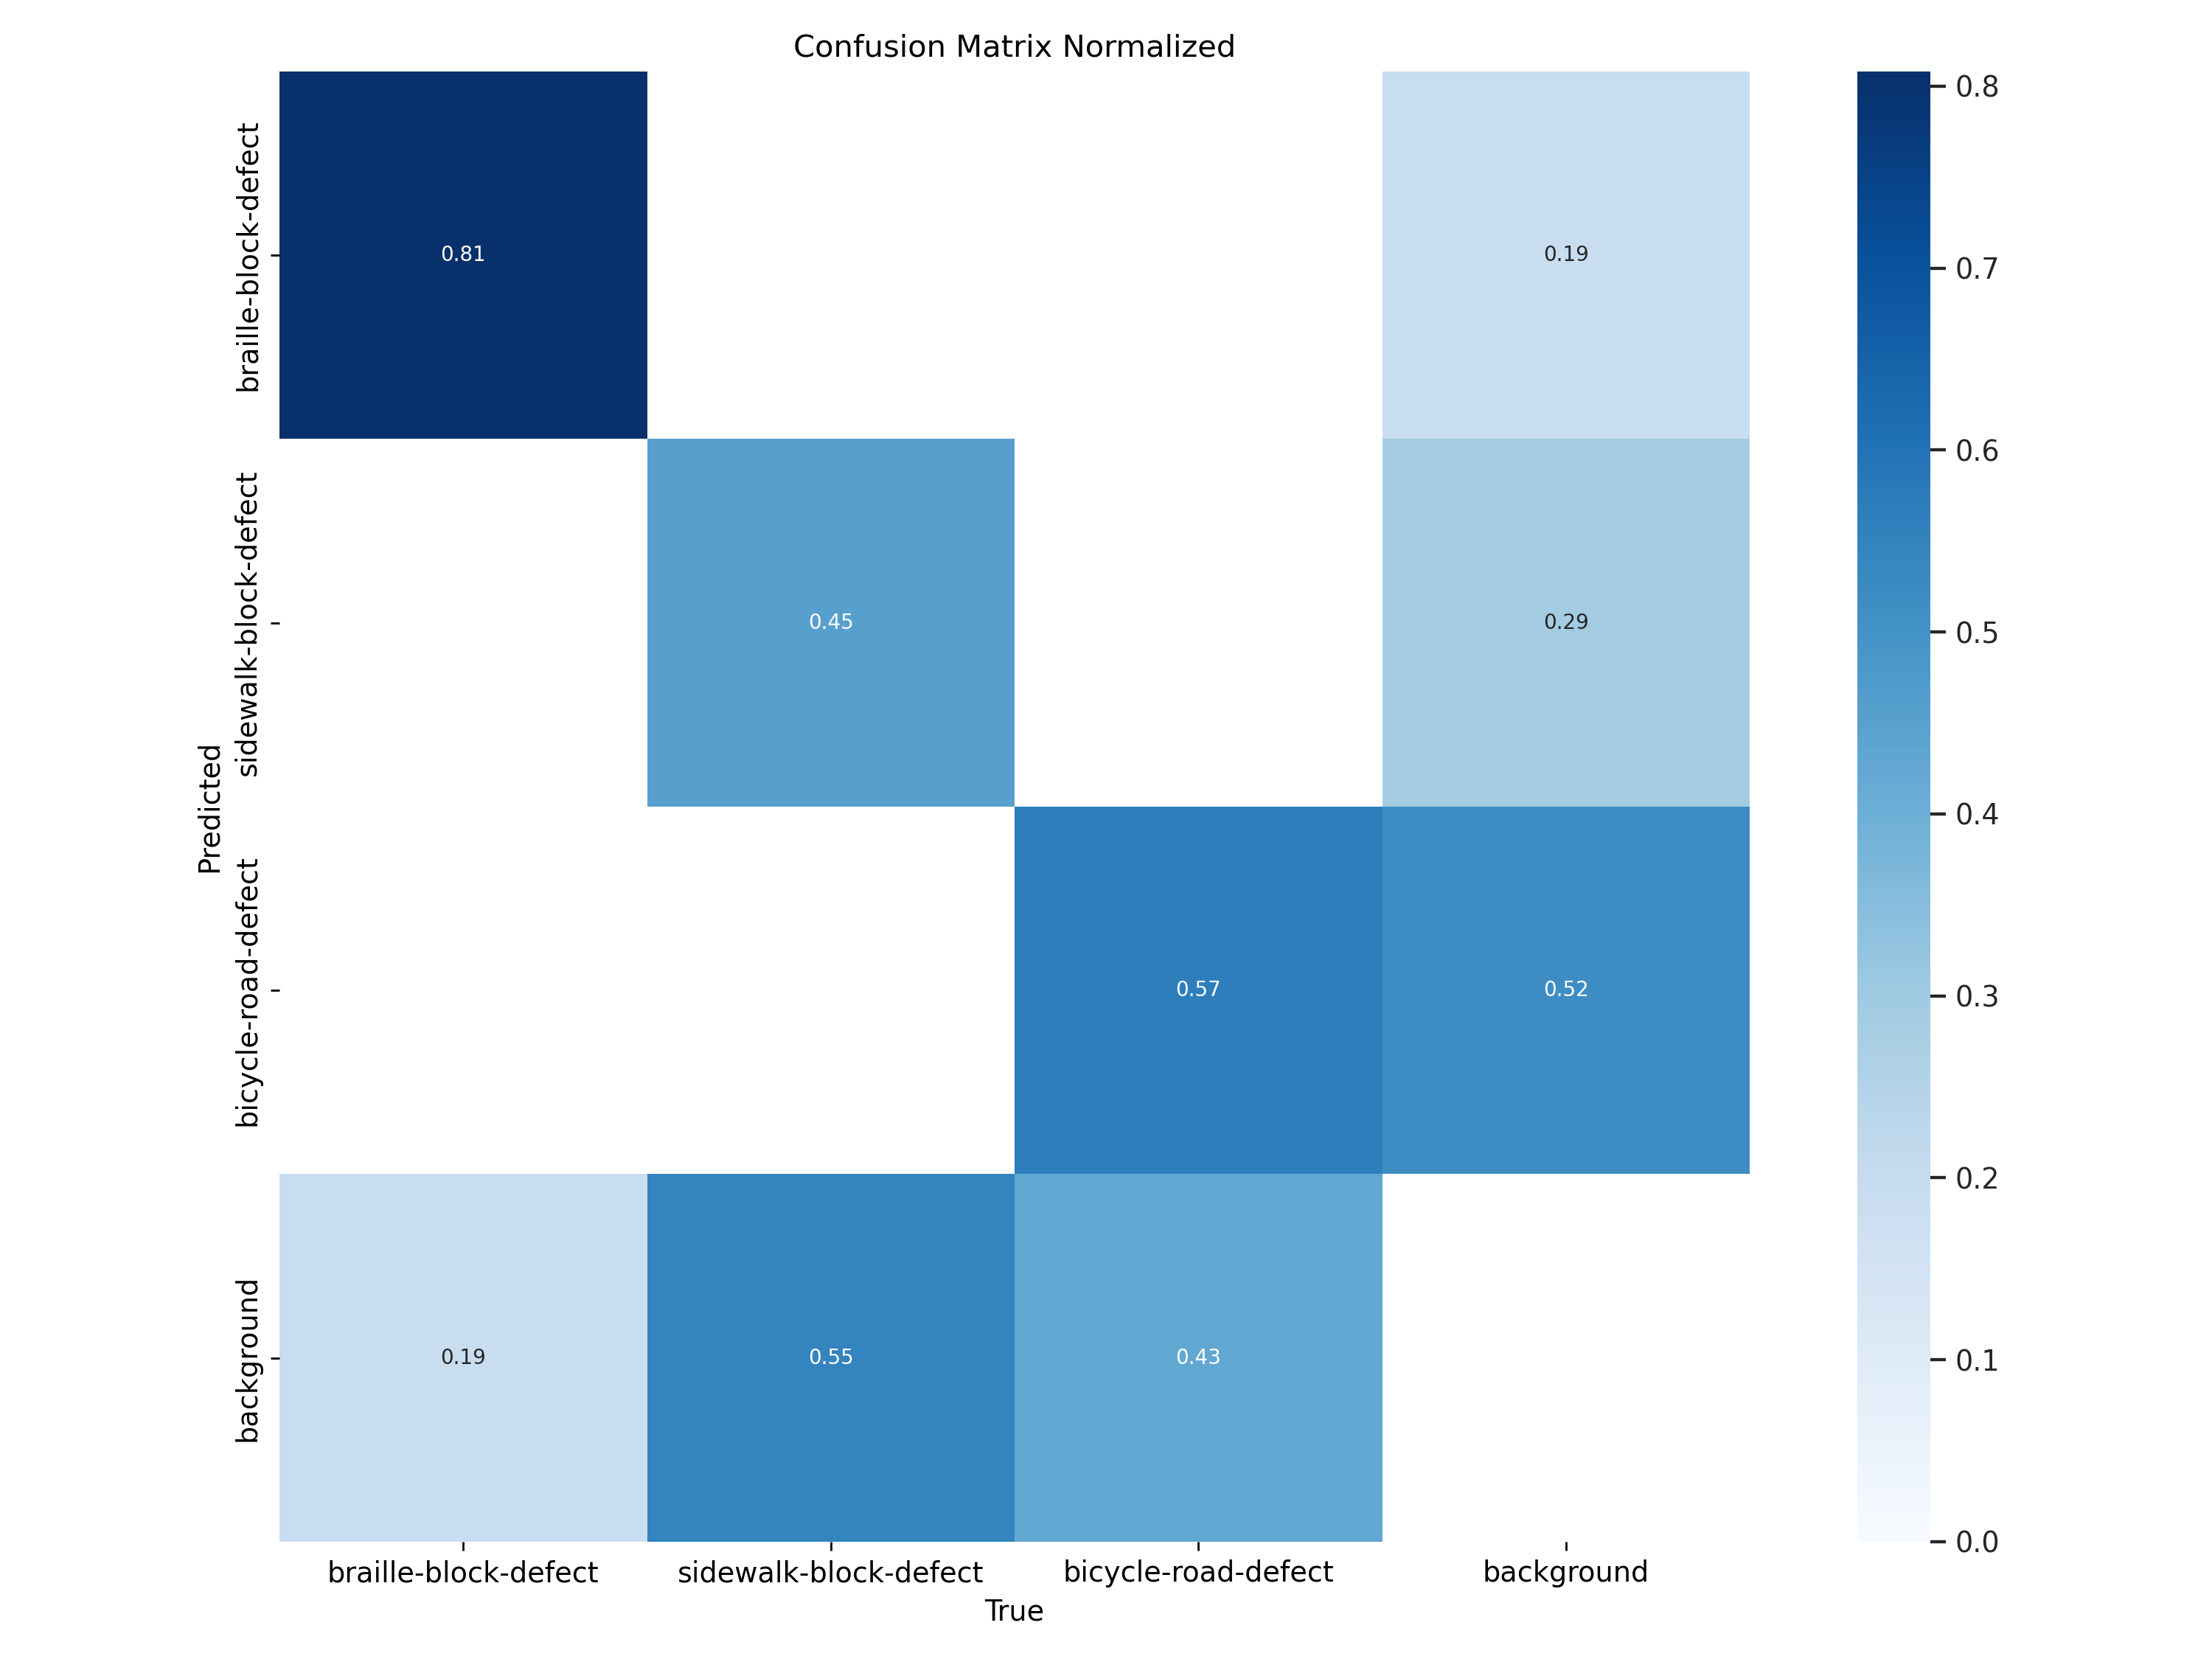 Confusion Matrix Normalized
braille-block-defect
sidewalk-block-defect
bicycle-road-defect
background
Predicted
0.81
0.19
0.45
0.29
0.57
0.52
0.19
0.55
0.43
braille-block-defect
sidewalk-block-defect
bicycle-road-defect
background
True
0.8
0.7
0.6
0.5
0.4
0.3
0.2
0.1
0.0